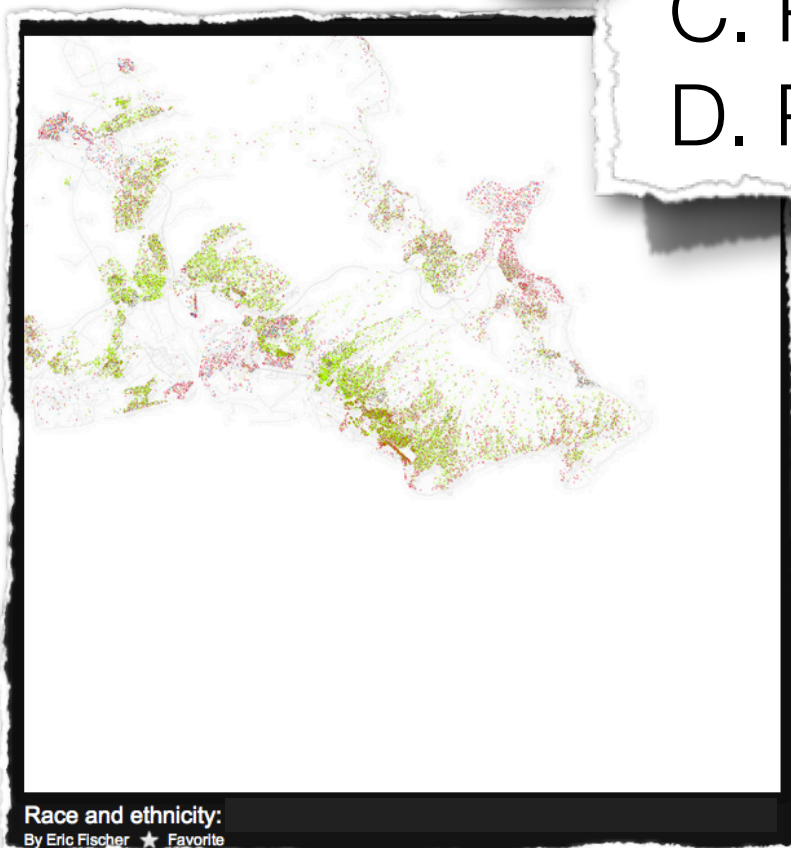 C.
D.
Race and ethnicity:
By Eric Fischer ★ Favorite